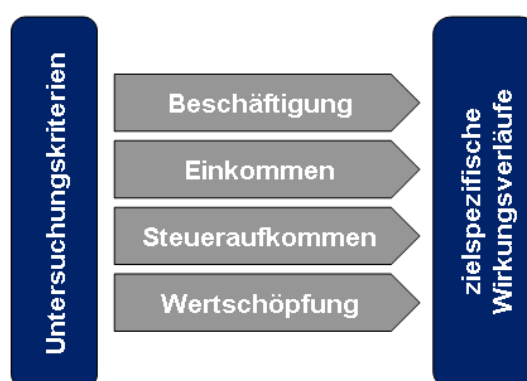 Untersuchungskriterien
Beschäftigung
Einkommen
Steueraufkommen
Wertschöpfung
zielspezifische
Wirkungsverläufe